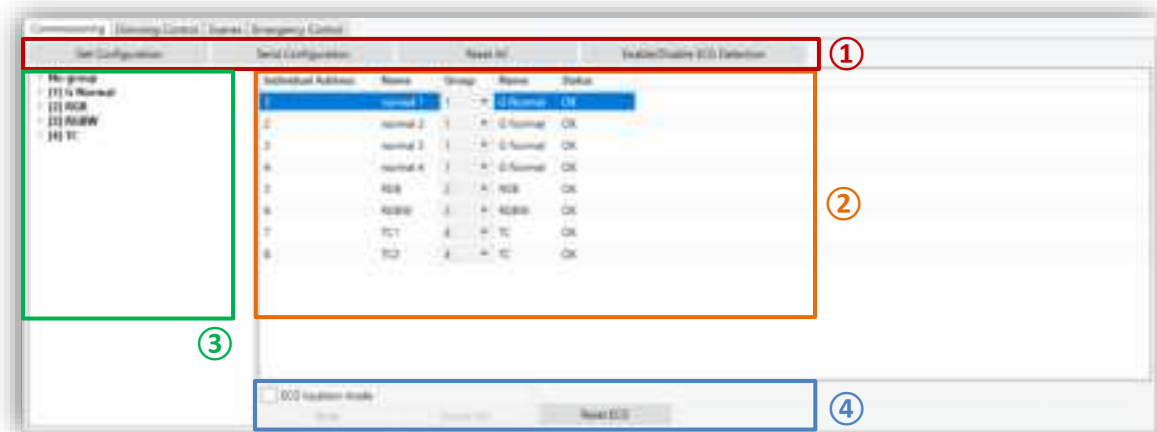 Commissioning Dimming Control Scenes Emergency Control
Get Configuration Send Configuration Reset All Enable/Disable ECG Detection
①
No group
[1] G Normal
[2] RGB
[3] RGBW
[4] TC
Individual Address Name Group Name Status
1 normal 1 1 G Normal OK
2 normal 2 1 G Normal OK
3 normal 3 1 G Normal OK
4 normal 4 1 G Normal OK
5 RGB 2 RGB OK
6 RGBW 3 RGBW OK
7 TC1 4 TC OK
8 TC2 4 TC OK
②
③
ECG location mode
Reset ECG
④